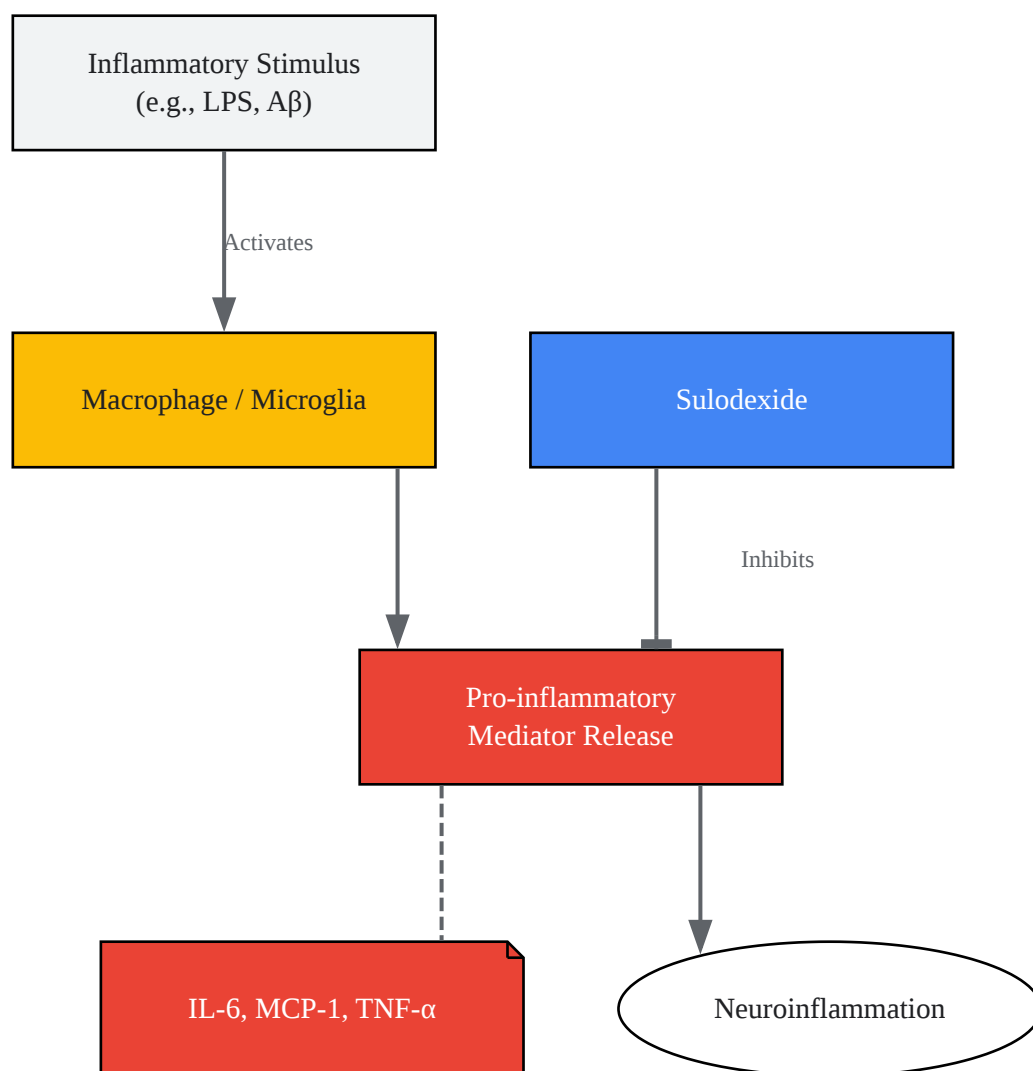 Inflammatory Stimulus
(e.g., LPS, Aβ)
Activates
Macrophage / Microglia
Sulodexide
Inhibits
Pro-inflammatory
Mediator Release
IL-6, MCP-1, TNF-α
Neuroinflammation